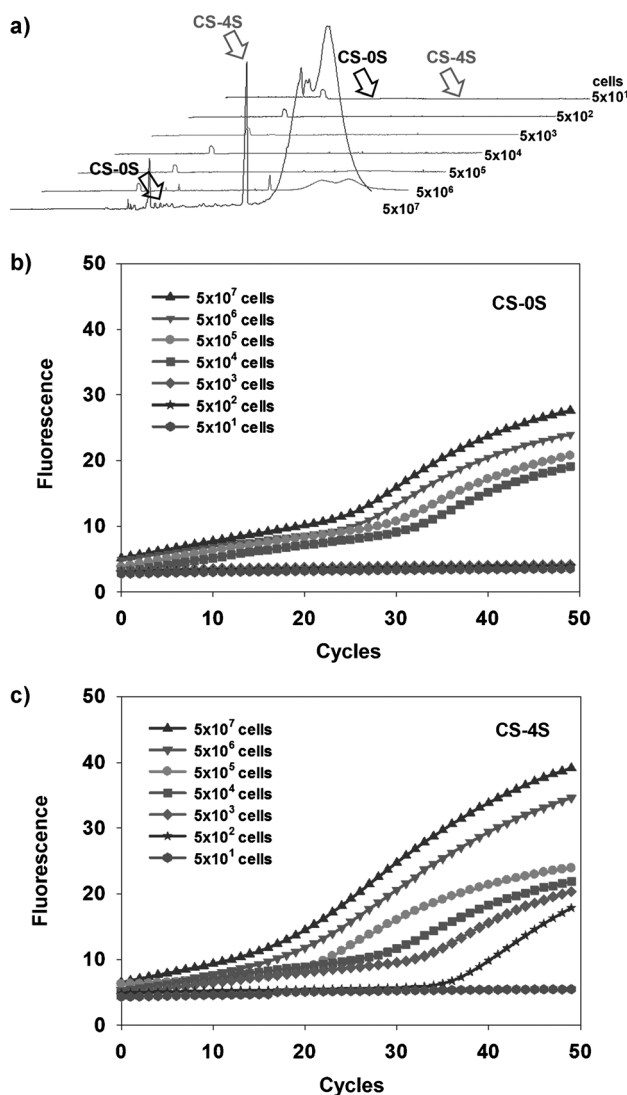 a)
CS-4S
CS-0S
CS-4S
cells
5x10¹
5x10²
5x10³
5x10⁴
CS-0S
5x10⁵
5x10⁶
5x10⁷
b)
50
40
30
20
10
0
Fluorescence
5x10⁷ cells
5x10⁶ cells
5x10⁵ cells
5x10⁴ cells
5x10³ cells
5x10² cells
5x10¹ cells
CS-0S
0 10 20 30 40 50
Cycles
c)
50
40
30
20
10
0
Fluorescence
5x10⁷ cells
5x10⁶ cells
5x10⁵ cells
5x10⁴ cells
5x10³ cells
5x10² cells
5x10¹ cells
CS-4S
0 10 20 30 40 50
Cycles